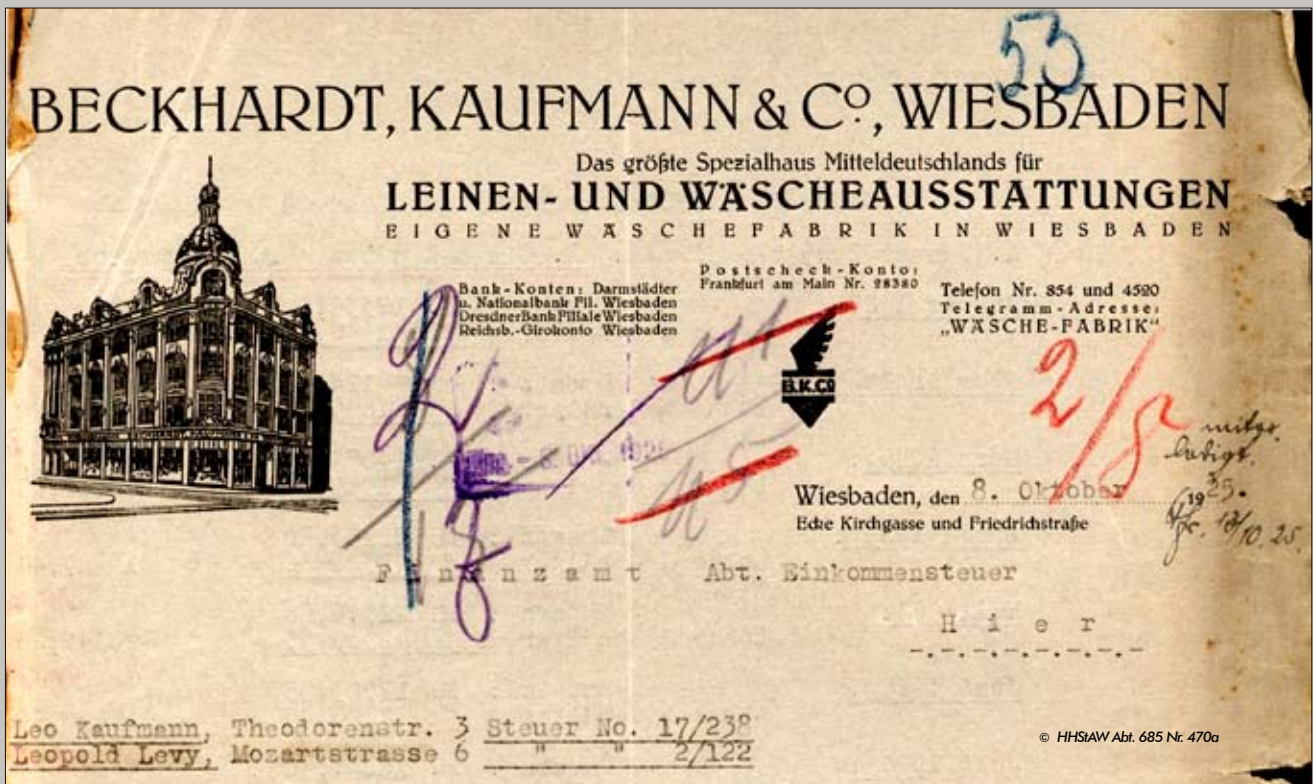 53
BECKHARDT, KAUFMANN & Cº, WIESBADEN
Das größte Spezialhaus Mitteldeutschlands für
LEINEN- UND WÄSCHEAUSSTATTUNGEN
EIGENE WÄSCHEFABRIK IN WIESBADEN
Bank-Konten: Darmstädter
u. Nationalbank Fil. Wiesbaden
Dresdner Bank Filiale Wiesbaden
Reichsb.-Girokonto Wiesbaden
Postscheck-Konto:
Frankfurt am Main Nr. 28380
Telefon Nr. 854 und 4520
Telegramm-Adresse:
„WÄSCHE-FABRIK“
B.K.CO
2/5
Wiesbaden, den 8. Oktober 1925.
Ecke Kirchgasse und Friedrichstraße
13/10. 25.
Finanzamt Abt. Einkommensteuer
Hier
-.-.-.-.-.-.-.-
Leo Kaufmann, Theodorenstr. 3 Steuer No. 17/238
Leopold Levy, Mozartstrasse 6 " " 2/122
© HHStAW Abt. 685 Nr. 470a